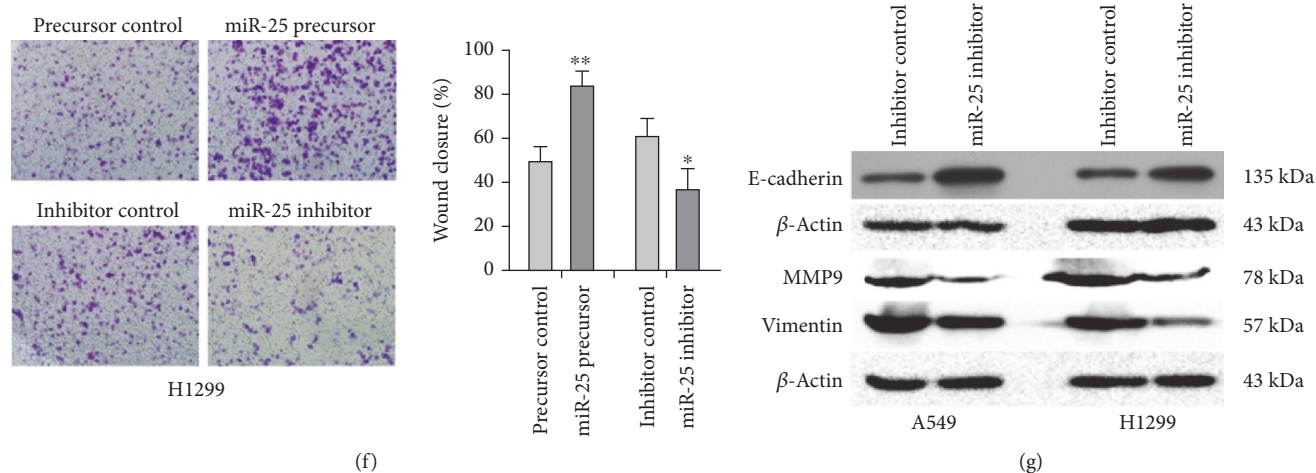 Precursor control
miR-25 precursor
Inhibitor control
miR-25 inhibitor
H1299
Wound closure (%)
100
80
60
40
20
0
**
*
Precursor control
miR-25 precursor
Inhibitor control
miR-25 inhibitor
(f)
Inhibitor control
miR-25 inhibitor
Inhibitor control
miR-25 inhibitor
E-cadherin
135 kDa
β-Actin
43 kDa
MMP9
78 kDa
Vimentin
57 kDa
β-Actin
43 kDa
A549
H1299
(g)